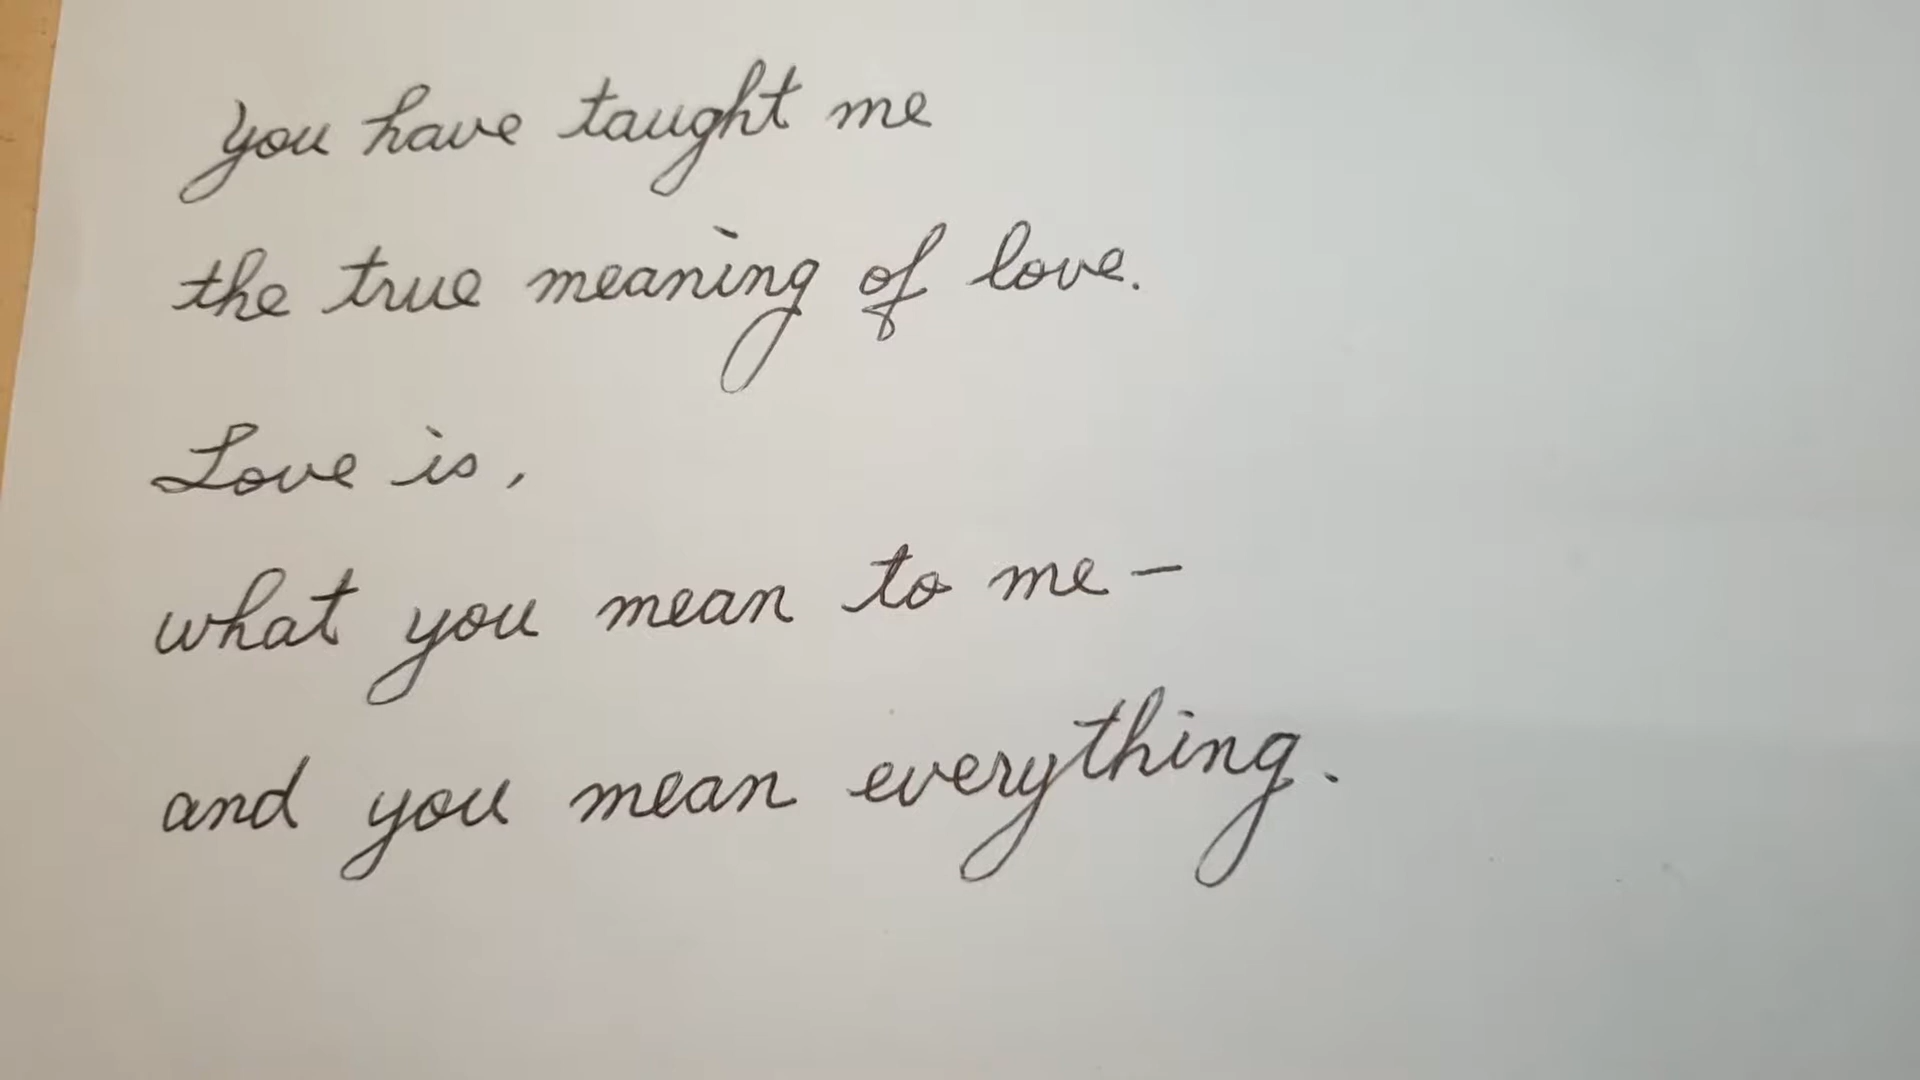 you have taught me
the true meaning of love.
Love is,
what you mean to me –
and you mean everything.